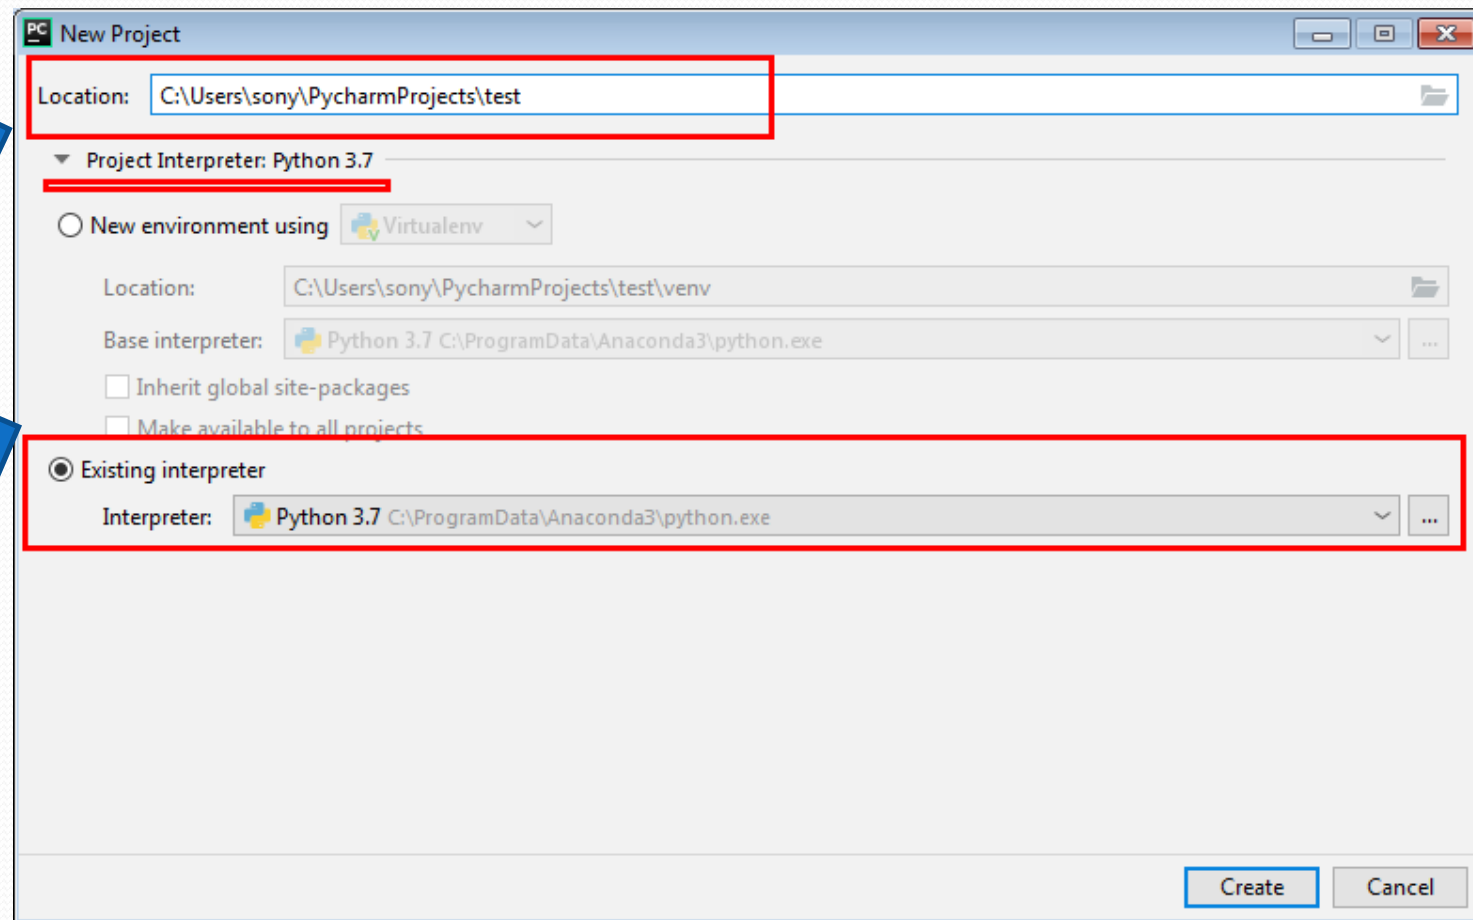 PC New Project
Location: C:\Users\sony\PycharmProjects\test
Project Interpreter: Python 3.7
New environment using Virtualenv
Location: C:\Users\sony\PycharmProjects\test\venv
Base interpreter: Python 3.7 C:\ProgramData\Anaconda3\python.exe ...
Inherit global site-packages
Make available to all projects
Existing interpreter
Interpreter: Python 3.7 C:\ProgramData\Anaconda3\python.exe ...
Create Cancel